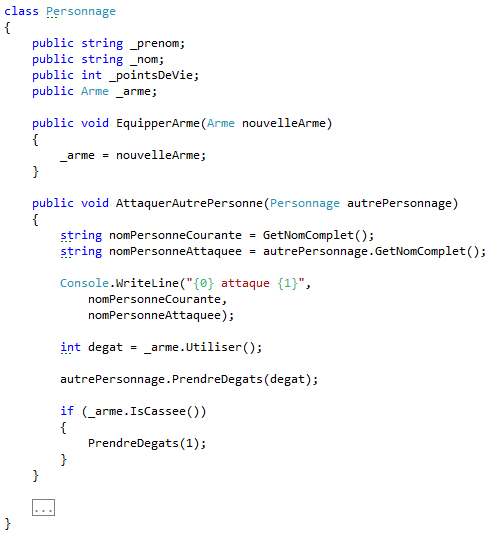 class Personnage
{
    public string _prenom;
    public string _nom;
    public int _pointsDeVie;
    public Arme _arme;

    public void EquipperArme(Arme nouvelleArme)
    {
        _arme = nouvelleArme;
    }

    public void AttaquerAutrePersonne(Personnage autrePersonnage)
    {
        string nomPersonneCourante = GetNomComplet();
        string nomPersonneAttaquee = autrePersonnage.GetNomComplet();

        Console.WriteLine("{0} attaque {1}",
            nomPersonneCourante,
            nomPersonneAttaquee);

        int degat = _arme.Utiliser();

        autrePersonnage.PrendreDegats(degat);

        if (_arme.IsCassee())
        {
            PrendreDegats(1);
        }
    }

    ...
}